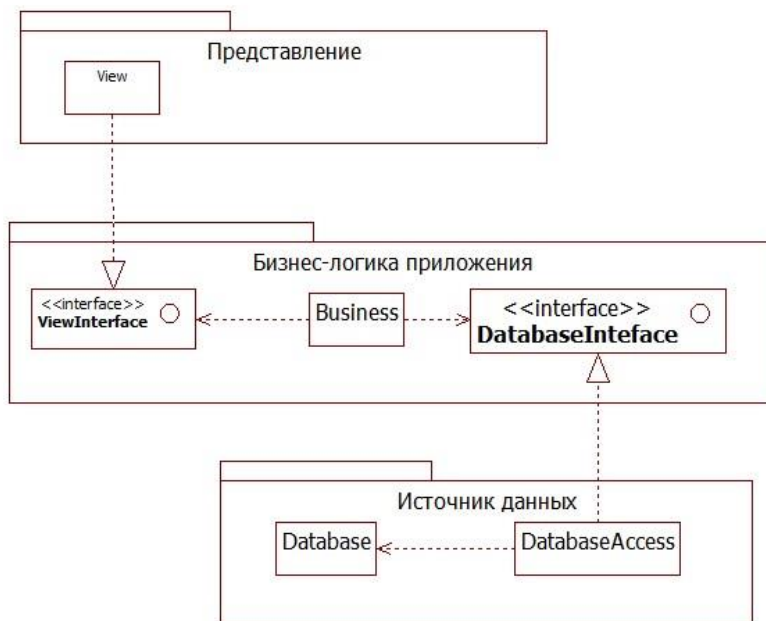 Представление
View
Бизнес-логика приложения
<<interface>>
ViewInterface
Business
<<interface>>
DatabaseInteface
Источник данных
Database
DatabaseAccess